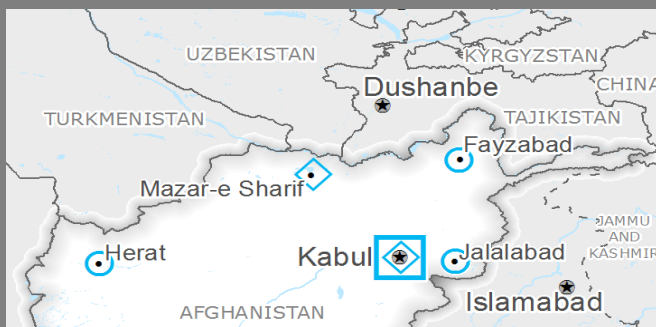 UZBEKISTAN
KYRGYZSTAN
Dushanbe
CHINA
TURKMENISTAN
TAJIKISTAN
Fayzabad
Mazar-e Sharif
JAMMU
AND
KASHMIR
Herat
Kabul
Jalalabad
Islamabad
AFGHANISTAN